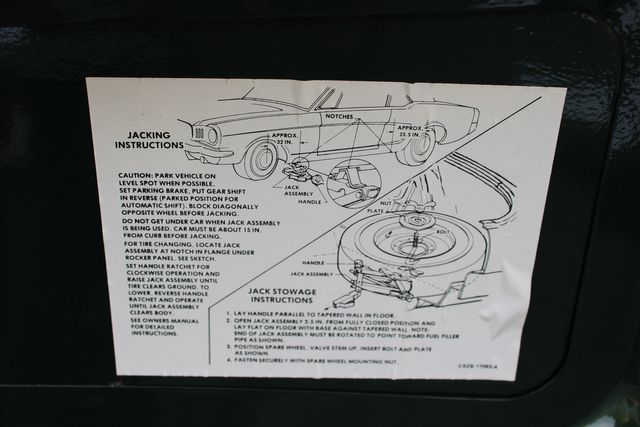 JACKING
INSTRUCTIONS
NOTCHES
APPROX.
32 IN.
APPROX.
25.5 IN.
JACK
ASSEMBLY
HANDLE
CAUTION: PARK VEHICLE ON
LEVEL SPOT WHEN POSSIBLE.
SET PARKING BRAKE, PUT GEAR SHIFT
IN REVERSE (PARKED POSITION FOR
AUTOMATIC SHIFT). BLOCK DIAGONALLY
OPPOSITE WHEEL BEFORE JACKING.
DO NOT GET UNDER CAR WHEN JACK ASSEMBLY
IS BEING USED. CAR MUST BE ABOUT 15 IN.
FROM CURB BEFORE JACKING.
FOR TIRE CHANGING, LOCATE JACK
ASSEMBLY AT NOTCH IN FLANGE UNDER
ROCKER PANEL. SEE SKETCH.
SET HANDLE RATCHET FOR
CLOCKWISE OPERATION AND
RAISE JACK ASSEMBLY UNTIL
TIRE CLEARS GROUND. TO
LOWER, REVERSE HANDLE
RATCHET AND OPERATE
UNTIL JACK ASSEMBLY
CLEARS BODY.
SEE OWNERS MANUAL
FOR DETAILED
INSTRUCTIONS.
NUT
PLATE
BOLT
HANDLE
JACK ASSEMBLY
JACK STOWAGE
INSTRUCTIONS
1. LAY HANDLE PARALLEL TO TAPERED WALL IN FLOOR.
2. OPEN JACK ASSEMBLY 3.5 IN. FROM FULLY CLOSED POSITION AND
LAY FLAT ON FLOOR WITH BASE AGAINST TAPERED WALL. NOTE:
END OF JACK ASSEMBLY MUST BE ROTATED TO POINT TOWARD FUEL FILLER
PIPE AS SHOWN.
3. POSITION SPARE WHEEL, VALVE STEM UP. INSERT BOLT AND PLATE
AS SHOWN.
4. FASTEN SECURELY WITH SPARE WHEEL MOUNTING NUT.
C5ZB-17093-A